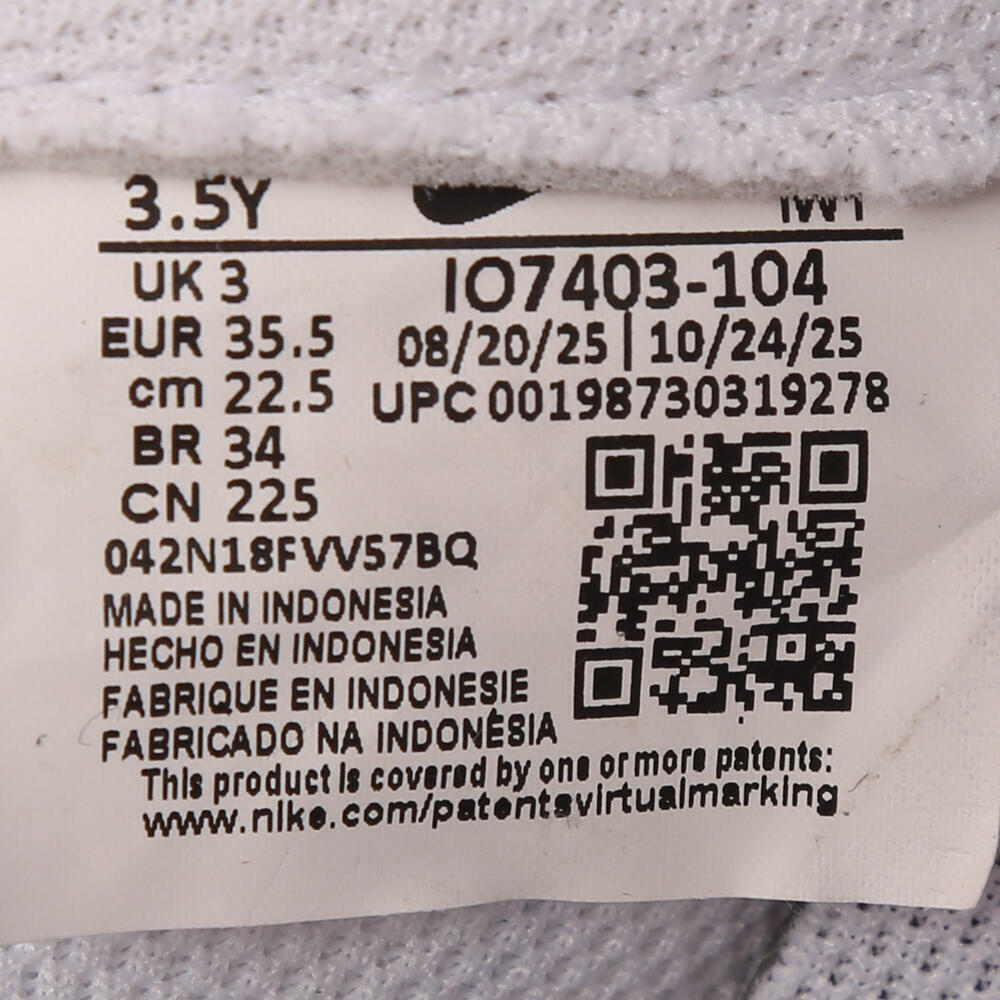 3.5Y
UK 3
EUR 35.5
cm 22.5
BR 34
CN 225
IO7403-104
08/20/25 | 10/24/25
UPC 00198730319278
042N18FVV57BQ
MADE IN INDONESIA
HECHO EN INDONESIA
FABRIQUE EN INDONESIE
FABRICADO NA INDONÉSIA
This product is covered by one or more patents:
www.nike.com/patentsvirtualmarking